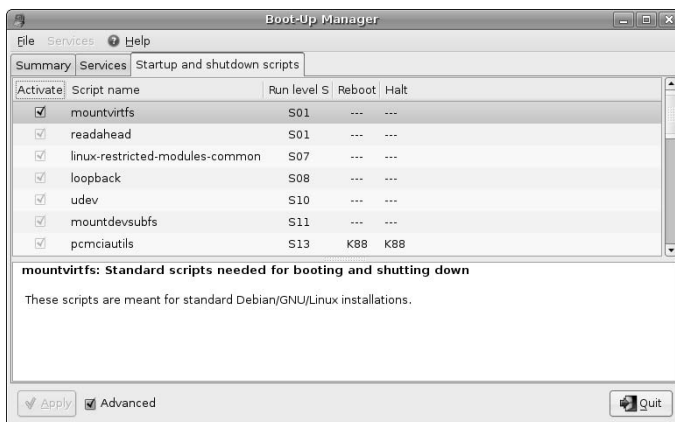 Boot-Up Manager
File Services Help
Summary Services Startup and shutdown scripts
Activate Script name Run level S Reboot Halt
mountvirtfs S01 --- ---
readahead S01 --- ---
linux-restricted-modules-common S07 --- ---
loopback S08 --- ---
udev S10 --- ---
mountdevsubfs S11 --- ---
pcmciautils S13 K88 K88
mountvirtfs: Standard scripts needed for booting and shutting down
These scripts are meant for standard Debian/GNU/Linux installations.
Apply Advanced Quit